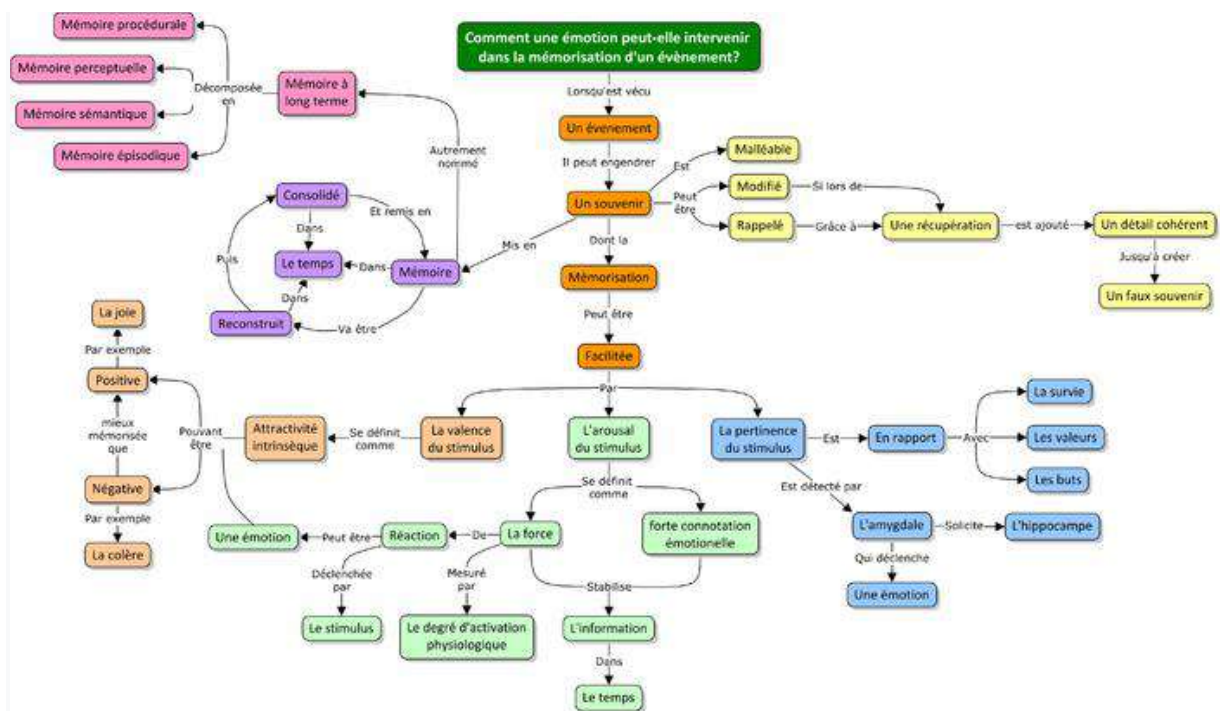 Comment une émotion peut-elle intervenir
dans la mémorisation d'un évènement?
Lorsqu'est vécu
Un évenement
Il peut engendrer
Un souvenir
Est
Malléable
Peut
être
Modifié
Si lors de
Rappelé
Grâce à
Une récupération
est ajouté
Un détail cohérent
Jusqu'à créer
Un faux souvenir
Mis en
Dont la
Mémorisation
Peut être
Facilitée
Par
Mémoire procédurale
Mémoire perceptuelle
Mémoire sémantique
Mémoire épisodique
Décomposée
en
Mémoire à
long terme
Autrement
nommé
Consolidé
Et remis en
Dans
Le temps
Dans
Mémoire
Puis
Dans
Reconstruit
Va être
La joie
Par exemple
Positive
mieux
mémorisée
que
Négative
Par exemple
La colère
Pouvant
être
Attractivité
intrinsèque
Se définit
comme
La valence
du stimulus
L'arousal
du stimulus
La pertinence
du stimulus
Est
En rapport
Avec
La survie
Les valeurs
Les buts
Est détecté par
L'amygdale
Solicite
L'hippocampe
Qui déclenche
Une émotion
Se définit
comme
Une émotion
Peut être
Réaction
De
La force
forte connotation
émotionelle
Déclenchée
par
Le stimulus
Mesuré
par
Le degré d'activation
physiologique
Stabilise
L'information
Dans
Le temps